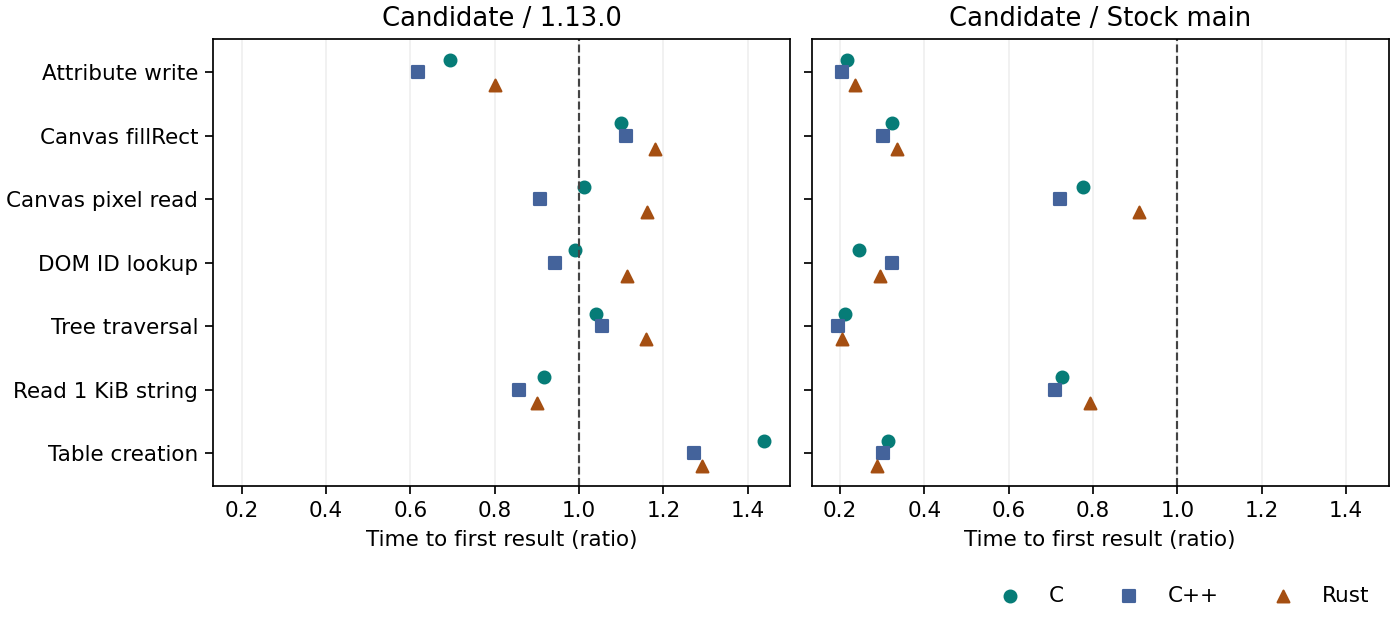 Candidate / 1.13.0
Candidate / Stock main
Attribute write
Canvas fillRect
Canvas pixel read
DOM ID lookup
Tree traversal
Read 1 KiB string
Table creation
0.2 0.4 0.6 0.8 1.0 1.2 1.4
0.2 0.4 0.6 0.8 1.0 1.2 1.4
Time to first result (ratio)
Time to first result (ratio)
C C++ Rust